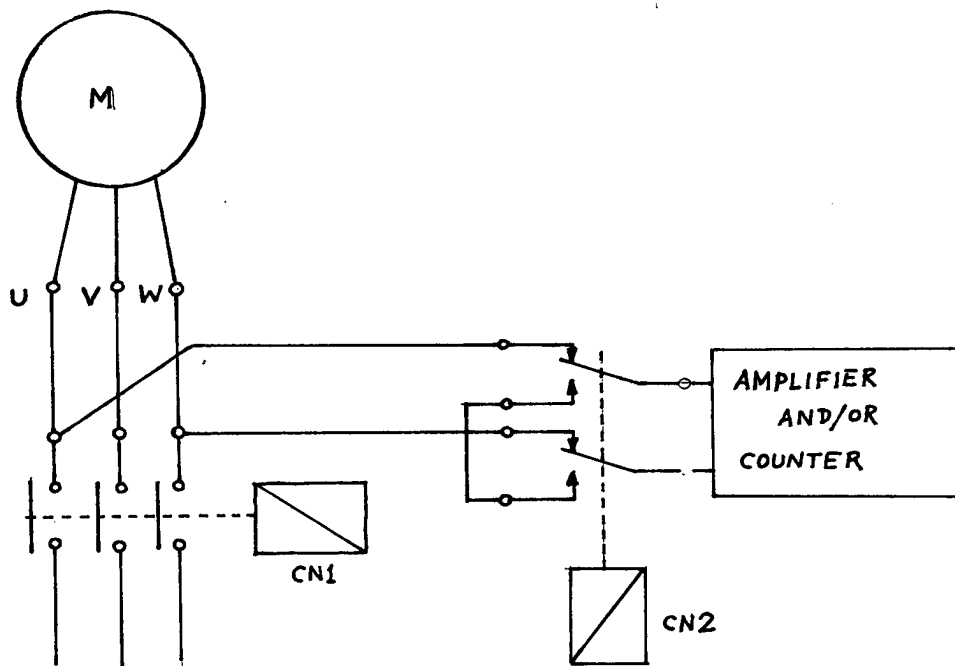 M
U V W
AMPLIFIER
AND/OR
COUNTER
CN1
CN2